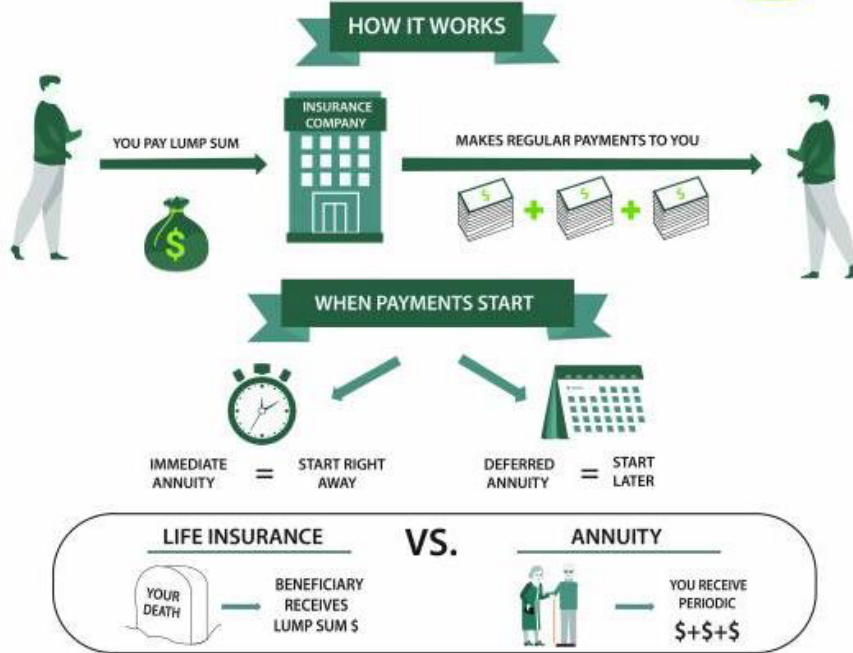 HOW IT WORKS
INSURANCE
COMPANY
YOU PAY LUMP SUM
MAKES REGULAR PAYMENTS TO YOU
$
$
$
$
WHEN PAYMENTS START
IMMEDIATE
ANNUITY
=
START RIGHT
AWAY
DEFERRED
ANNUITY
=
START
LATER
LIFE INSURANCE
VS.
ANNUITY
YOUR
DEATH
BENEFICIARY
RECEIVES
LUMP SUM $
YOU RECEIVE
PERIODIC
$+$+$